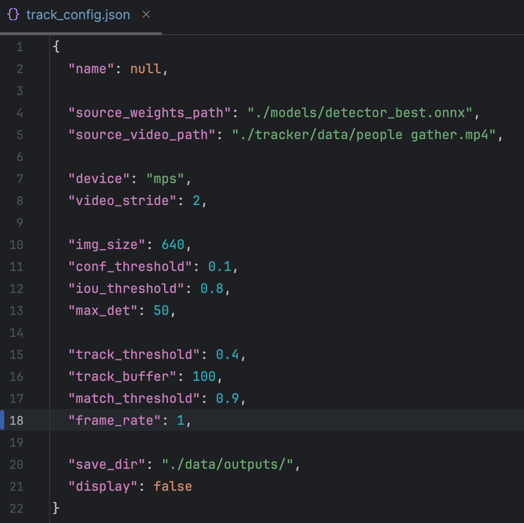 {} track_config.json ×
1 {
2 "name": null,
3
4 "source_weights_path": "./models/detector_best.onnx",
5 "source_video_path": "./tracker/data/people gather.mp4",
6
7 "device": "mps",
8 "video_stride": 2,
9
10 "img_size": 640,
11 "conf_threshold": 0.1,
12 "iou_threshold": 0.8,
13 "max_det": 50,
14
15 "track_threshold": 0.4,
16 "track_buffer": 100,
17 "match_threshold": 0.9,
18 "frame_rate": 1,
19
20 "save_dir": "./data/outputs/",
21 "display": false
22 }